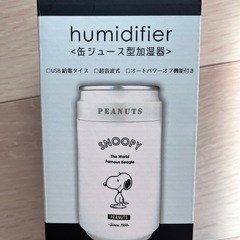 humidifier
<缶ジュース型加湿器>
□USB給電タイプ □超音波式 □オートパワーオフ機能付き
PEANUTS
SNOOPY
The World
Famous Beagle
PEANUTS
-Since 1950-